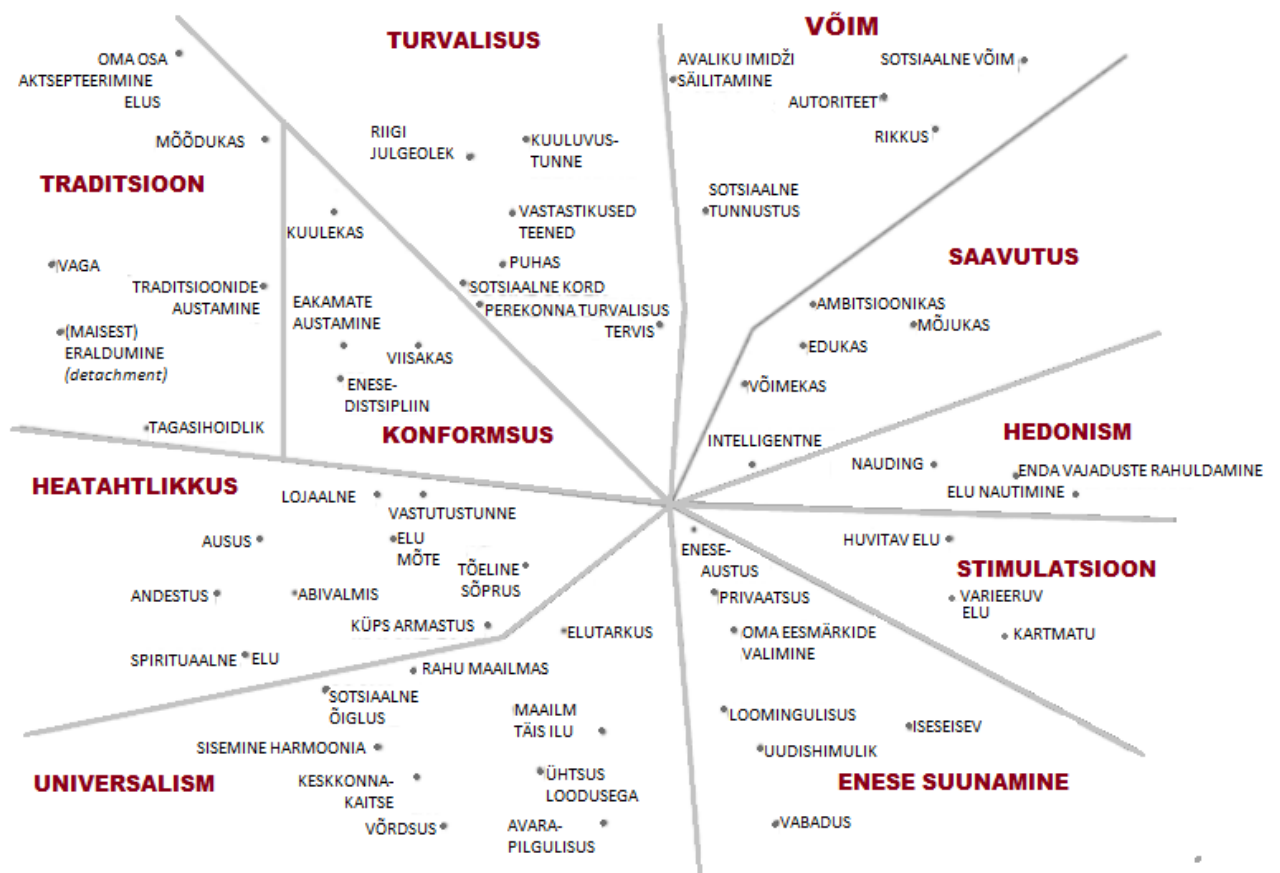 TURVALISUS
VÕIM
OMA OSA
AKTSEPTEERIMINE
ELUS
AVALIKU IMIDŽI
SÄILITAMINE
SOTSIAALNE VÕIM
AUTORITEET
RIKKUS
MÕÕDUKAS
RIIGI
JULGEOLEK
KUULUVUS-
TUNNE
TRADITSIOON
KUULEKAS
VASTASTIKUSED
TEENED
SOTSIAALNE
TUNNUSTUS
SAAVUTUS
VAGA
TRADITSIOONIDE
AUSTAMINE
PUHAS
SOTSIAALNE KORD
PEREKONNA TURVALISUS
TERVIS
EAKAMATE
AUSTAMINE
VIISAKAS
AMBITSIOONIKAS
MÕJUKAS
EDUKAS
VÕIMEKAS
(MAISEST)
ERALDUMINE
(detachment)
ENESE-
DISTSIPLIIN
TAGASIHOIDLIK
KONFORMSUS
INTELLIGENTNE
HEDONISM
NAUDING
ENDA VAJADUSTE RAHULDAMINE
ELU NAUTIMINE
HEATAHTLIKKUS
LOJAALNE
VASTUTUSTUNNE
AUSUS
ELU
MÕTE
TÕELINE
SÕPRUS
ANDESTUS
ABIVALMIS
KÜPS ARMASTUS
SPIRITUAALNE ELU
ENESE-
AUSTUS
HUVITAV ELU
STIMULATSIOON
PRIVAATSUS
VARIEERUV
ELU
KARTMATU
OMA EESMÄRKIDE
VALIMINE
ELUTARKUS
RAHU MAAILMAS
SOTSIAALNE
ÕIGLUS
MAAILM
TÄIS ILU
LOOMINGULISUS
ISESEISEV
SISEMINE HARMOONIA
UUDISHIMULIK
UNIVERSALISM
KESKKONNA-
KAITSE
ÜHTSUS
LOODUSEGA
ENESE SUUNAMINE
VÕRDSUS
AVARA-
PILGULISUS
VABADUS